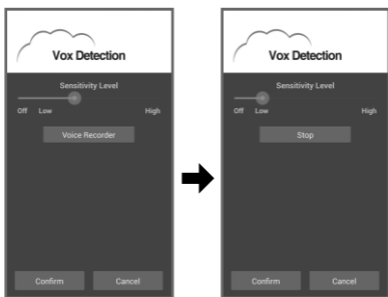 Vox Detection
Sensitivity Level
Off Low High
Voice Recorder
Confirm Cancel
Vox Detection
Sensitivity Level
Off Low High
Stop
Confirm Cancel